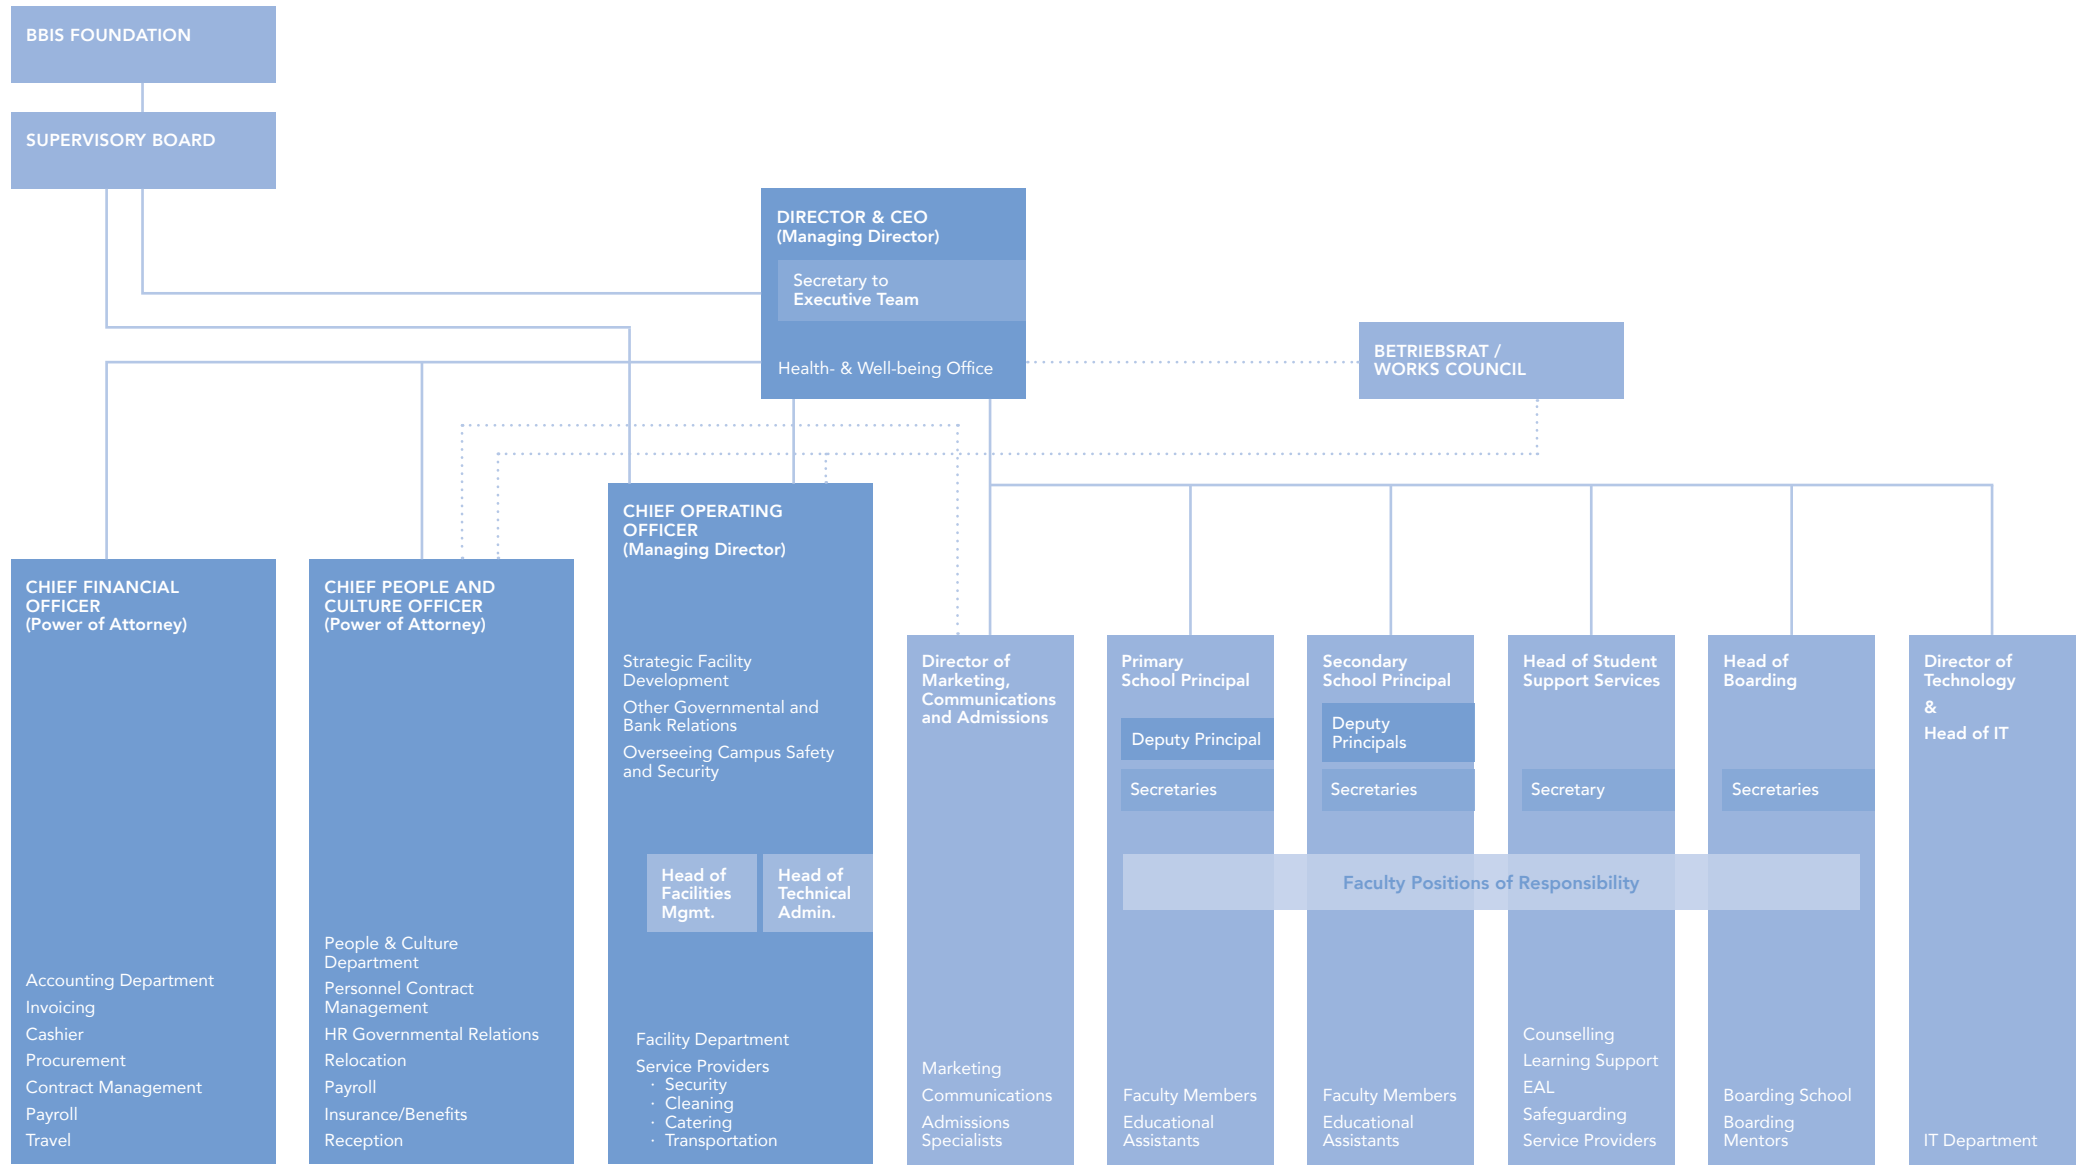 BBIS FOUNDATION
SUPERVISORY BOARD
DIRECTOR & CEO
(Managing Director)
Secretary to
Executive Team
Health- & Well-being Office
BETRIEBSRAT /
WORKS COUNCIL
CHIEF FINANCIAL
OFFICER
(Power of Attorney)
Accounting Department
Invoicing
Cashier
Procurement
Contract Management
Payroll
Travel
CHIEF PEOPLE AND
CULTURE OFFICER
(Power of Attorney)
People & Culture
Department
Personnel Contract
Management
HR Governmental Relations
Relocation
Payroll
Insurance/Benefits
Reception
CHIEF OPERATING
OFFICER
(Managing Director)
Strategic Facility
Development
Other Governmental and
Bank Relations
Overseeing Campus Safety
and Security
Head of
Facilities
Mgmt.
Head of
Technical
Admin.
Facility Department
Service Providers
· Security
· Cleaning
· Catering
· Transportation
Director of
Marketing,
Communications
and Admissions
Marketing
Communications
Admissions
Specialists
Primary
School Principal
Deputy Principal
Secretaries
Faculty Members
Educational
Assistants
Secondary
School Principal
Deputy
Principals
Secretaries
Faculty Positions of Responsibility
Faculty Members
Educational
Assistants
Head of Student
Support Services
Secretary
Counselling
Learning Support
EAL
Safeguarding
Service Providers
Head of
Boarding
Secretaries
Boarding School
Boarding
Mentors
Director of
Technology
&
Head of IT
IT Department